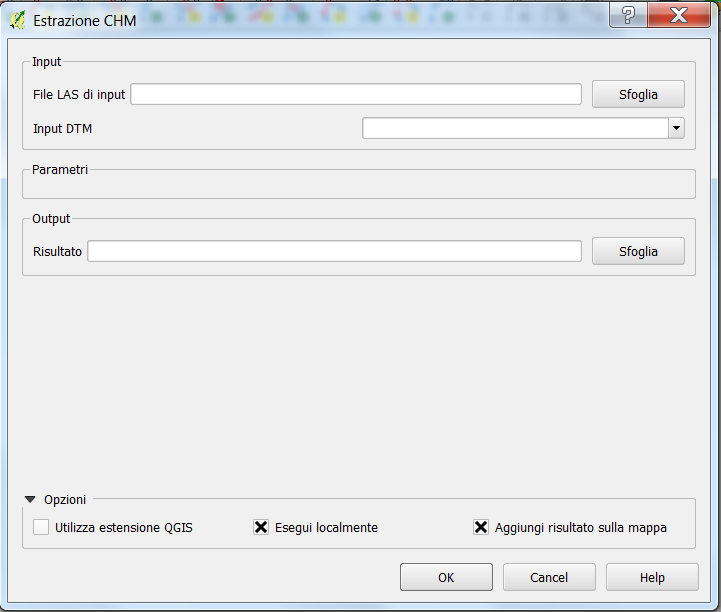 Estrazione CHM
Input
File LAS di input
Sfoglia
Input DTM
Parametri
Output
Risultato
Sfoglia
Opzioni
Utilizza estensione QGIS
Esegui localmente
Aggiungi risultato sulla mappa
OK
Cancel
Help